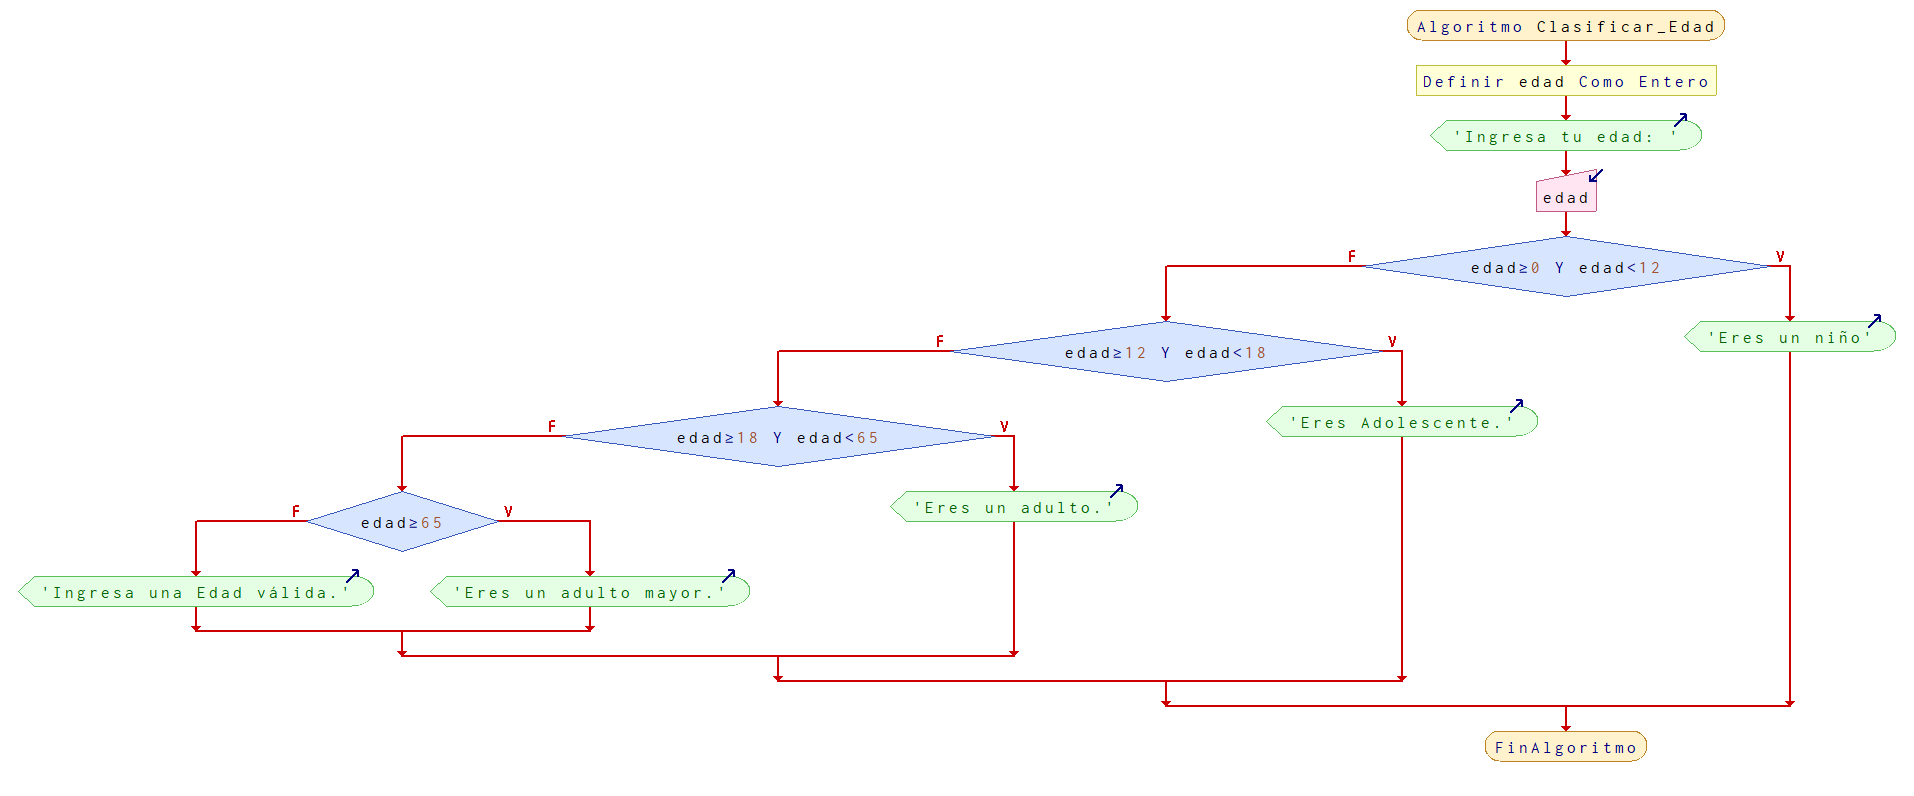 Algoritmo Clasificar_Edad
Definir edad Como Entero
'Ingresa tu edad: '
edad
F
V
edad≥0 Y edad<12
F
V
edad≥12 Y edad<18
'Eres un niño'
F
V
edad≥18 Y edad<65
'Eres Adolescente.'
F
V
edad≥65
'Eres un adulto.'
'Ingresa una Edad válida.'
'Eres un adulto mayor.'
FinAlgoritmo